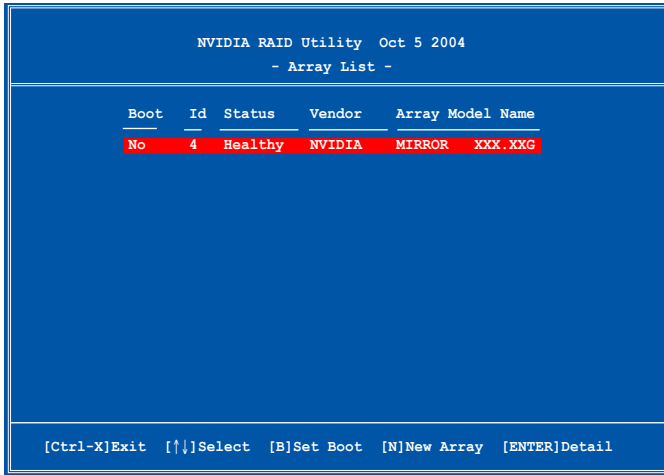 NVIDIA RAID Utility Oct 5 2004
- Array List -
Boot Id Status Vendor Array Model Name
No 4 Healthy NVIDIA MIRROR XXX.XXG
[Ctrl-X]Exit [↑↓]Select [B]Set Boot [N]New Array [ENTER]Detail